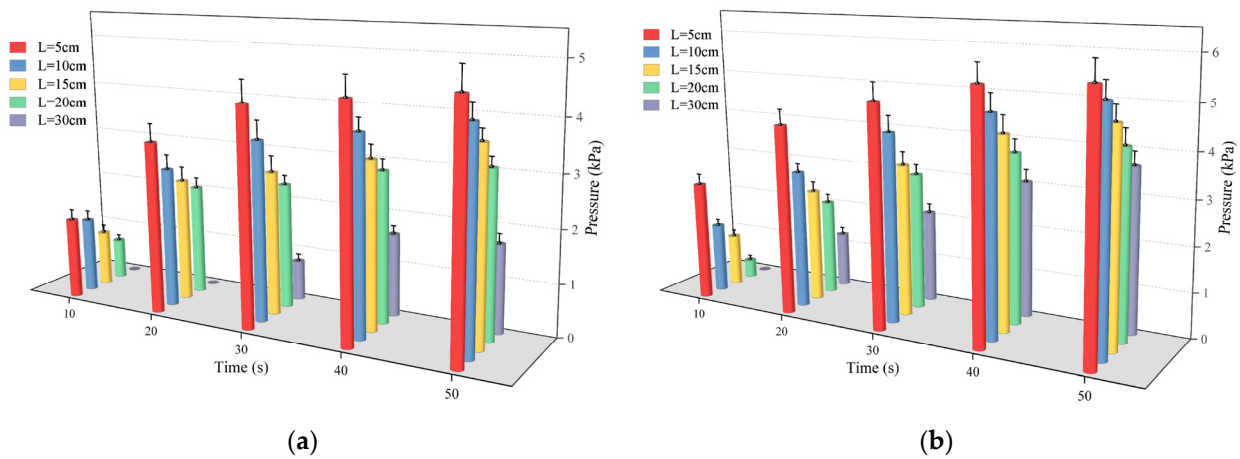 L=5cm
L=10cm
L=15cm
L=20cm
L=30cm
5
4
3
2
1
0
Pressure (kPa)
10
20
30
40
50
Time (s)
(a)
L=5cm
L=10cm
L=15cm
L=20cm
L=30cm
6
5
4
3
2
1
0
Pressure (kPa)
10
20
30
40
50
Time (s)
(b)